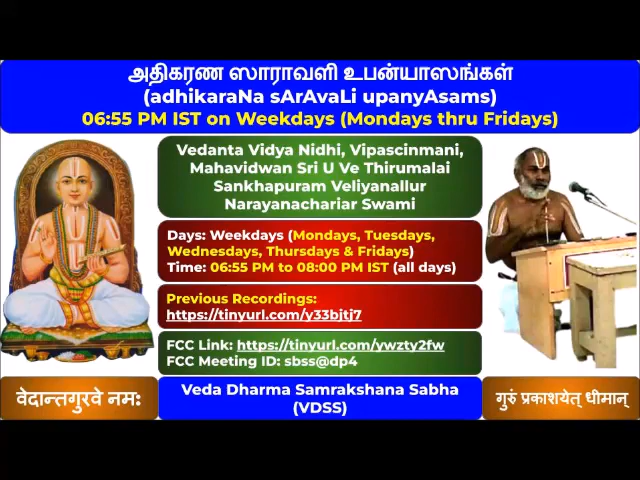 அதிகரண ஸாராவளி உபன்யாஸங்கள்
(adhikaraNa sArAvaLi upanyAsams)
06:55 PM IST on Weekdays (Mondays thru Fridays)
Vedanta Vidya Nidhi, Vipascinmani,
Mahavidwan Sri U Ve Thirumalai
Sankhapuram Veliyanallur
Narayanachariar Swami
Days: Weekdays (Mondays, Tuesdays,
Wednesdays, Thursdays & Fridays)
Time: 06:55 PM to 08:00 PM IST (all days)
Previous Recordings:
https://tinyurl.com/y33bjtj7
FCC Link: https://tinyurl.com/ywzty2fw
FCC Meeting ID: sbss@dp4
वेदान्तगुरवे नमः
Veda Dharma Samrakshana Sabha
(VDSS)
गुरुं प्रकाशयेत् धीमान्